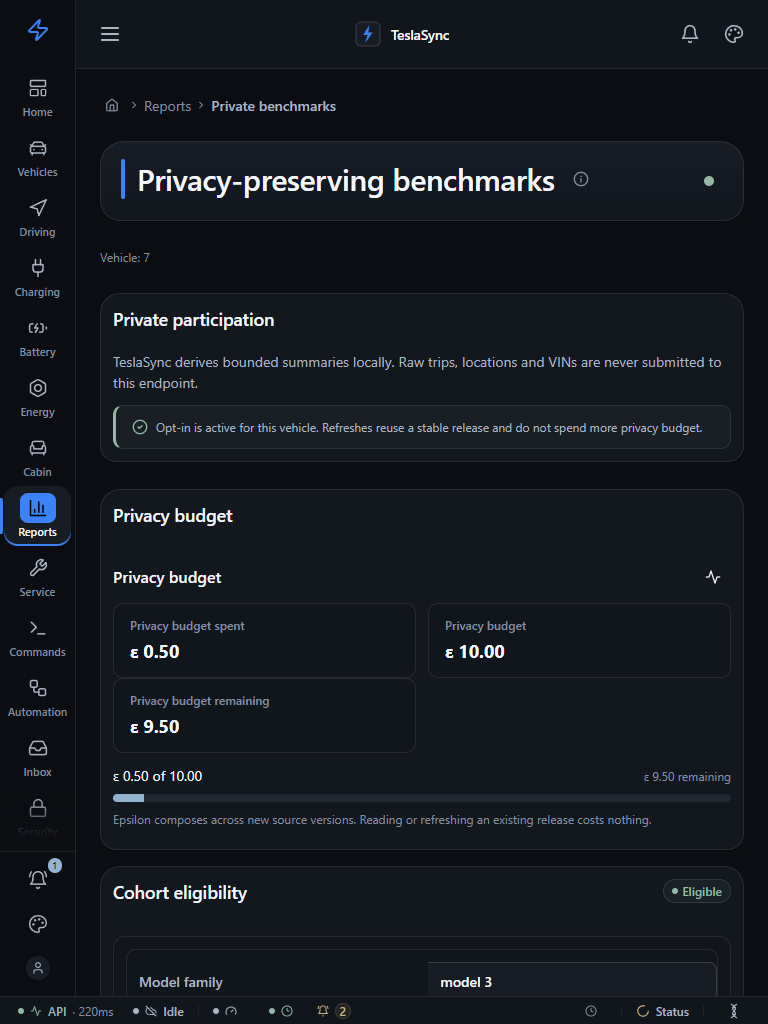 TeslaSync
Home
Vehicles
Driving
Charging
Battery
Energy
Cabin
Reports
Service
Commands
Automation
Inbox
Security
1
Reports
Private benchmarks
Privacy-preserving benchmarks
Vehicle: 7
Private participation
TeslaSync derives bounded summaries locally. Raw trips, locations and VINs are never submitted to
this endpoint.
Opt-in is active for this vehicle. Refreshes reuse a stable release and do not spend more privacy budget.
Privacy budget
Privacy budget
Privacy budget spent
ε 0.50
Privacy budget
ε 10.00
Privacy budget remaining
ε 9.50
ε 0.50 of 10.00
ε 9.50 remaining
Epsilon composes across new source versions. Reading or refreshing an existing release costs nothing.
Cohort eligibility
Eligible
Model family
model 3
API · 220ms
Idle
2
Status